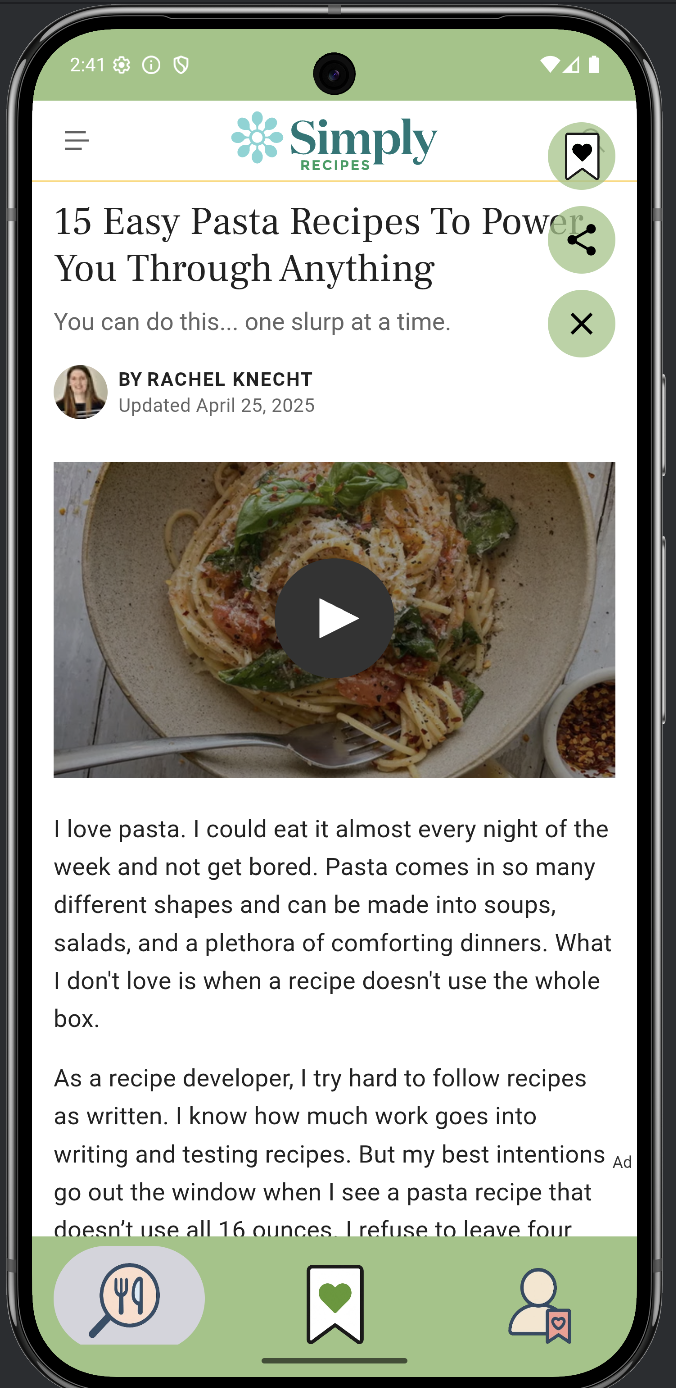 2:41
Simply
RECIPES
15 Easy Pasta Recipes To Power
You Through Anything
You can do this... one slurp at a time.
BY RACHEL KNECHT
Updated April 25, 2025
I love pasta. I could eat it almost every night of the
week and not get bored. Pasta comes in so many
different shapes and can be made into soups,
salads, and a plethora of comforting dinners. What
I don't love is when a recipe doesn't use the whole
box.
As a recipe developer, I try hard to follow recipes
as written. I know how much work goes into
writing and testing recipes. But my best intentions
Ad
go out the window when I see a pasta recipe that
doesn’t use all 16 ounces. I refuse to leave four